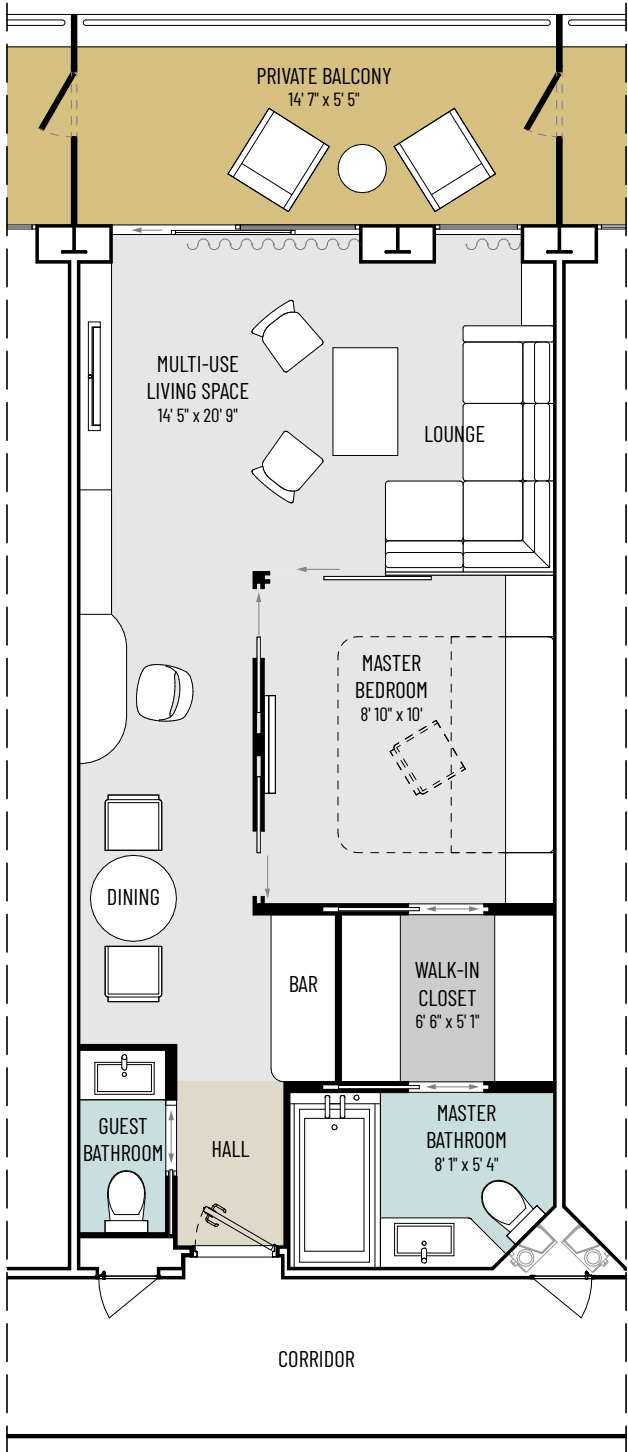 PRIVATE BALCONY
14' 7" x 5' 5"
MULTI-USE
LIVING SPACE
14' 5" x 20' 9"
LOUNGE
MASTER
BEDROOM
8' 10" x 10'
DINING
BAR
WALK-IN
CLOSET
6' 6" x 5' 1"
GUEST
BATHROOM
HALL
MASTER
BATHROOM
8' 1" x 5' 4"
CORRIDOR